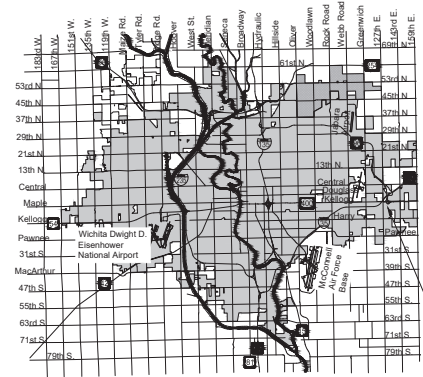 183rd W.
167th W.
151st W.
135th W.
119th W.
Maize Rd.
Tyler Rd.
Ridge Rd.
Hoover
West St.
Meridian
Seneca
Broadway
Hydraulic
Hillside
Oliver
Woodlawn
Rock Road
Webb Road
Greenwich
127th E.
143rd E.
159th E.
69th N.
61st N.
53rd N.
45th N.
45th N
37th N.
37th N
29th N.
29th N
21st N.
21st N
13th N.
13th N
Jabara
Airport
Central
Central
Douglas
Kellogg
Maple
Kellogg
Harry
Pawnee
Pawnee
Wichita Dwight D.
Eisenhower
National Airport
31st S.
31st S
MacArthur
39th S
47th S.
47th S
McConnell
Air Force
Base
55th S.
55th S
63rd S.
63rd S
71st S.
71st S
79th S.
79th S